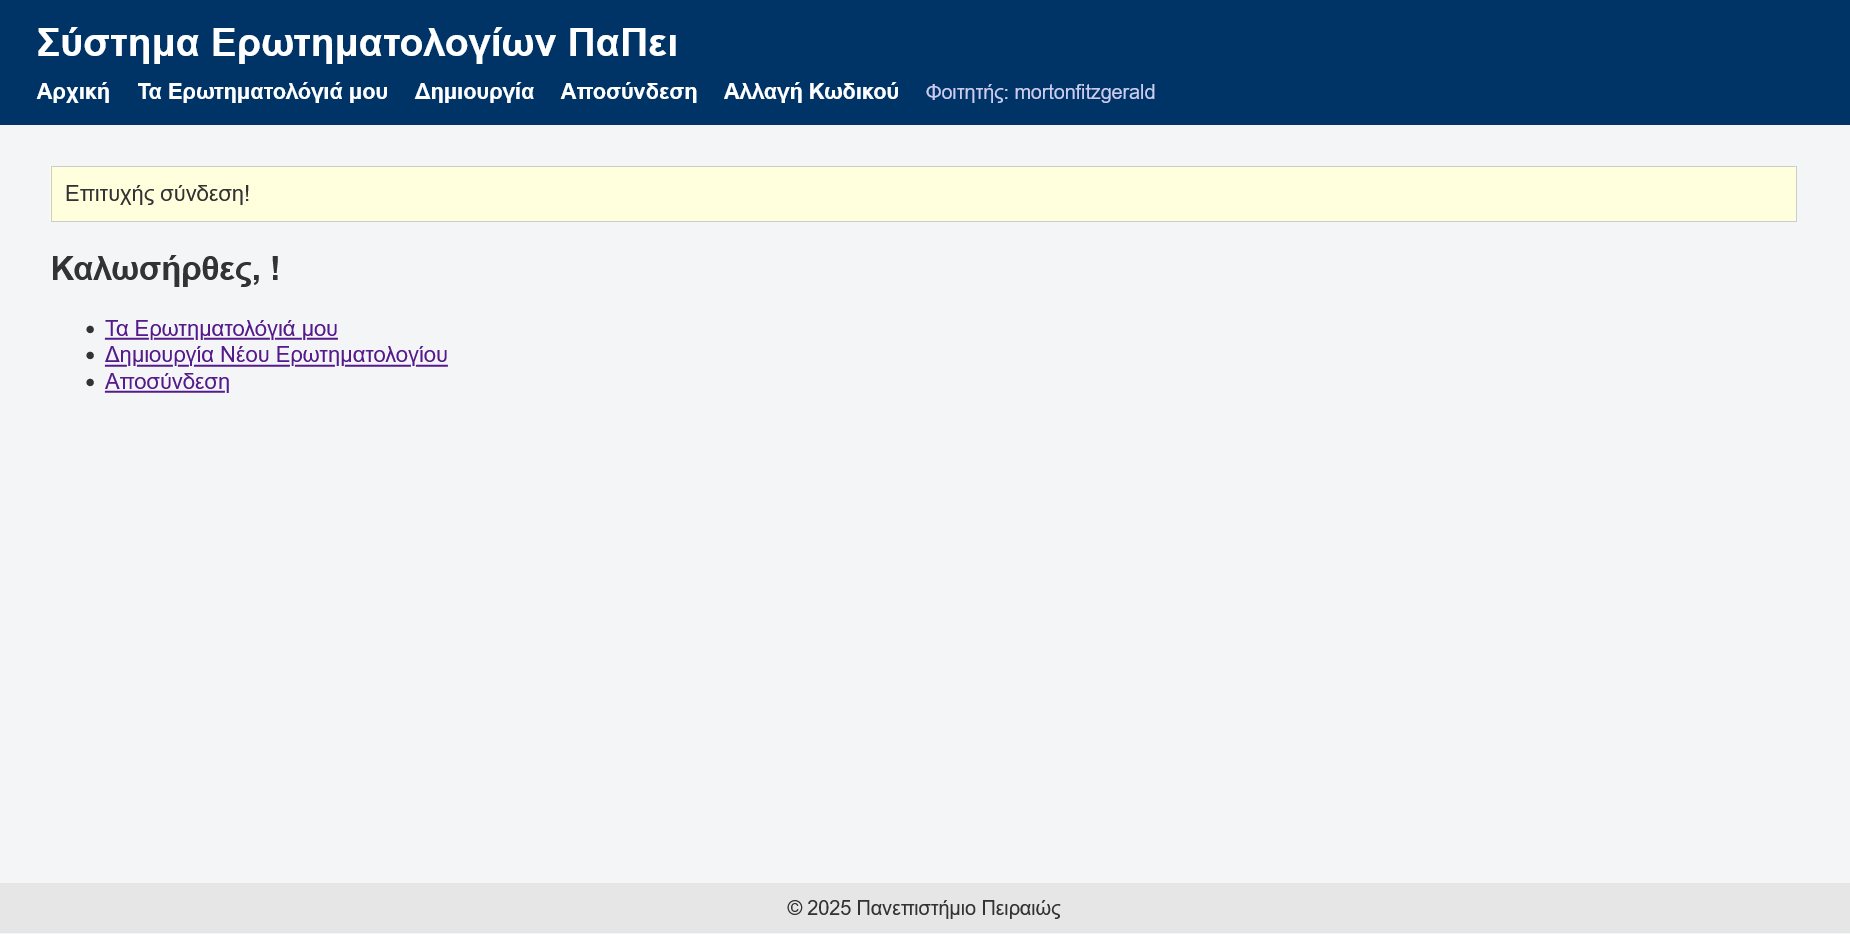 Σύστημα Ερωτηματολογίων ΠαΠει
Αρχική Τα Ερωτηματολόγιά μου Δημιουργία Αποσύνδεση Αλλαγή Κωδικού Φοιτητής: mortonfitzgerald
Επιτυχής σύνδεση!
Καλωσήρθες, !
Τα Ερωτηματολόγιά μου
Δημιουργία Νέου Ερωτηματολογίου
Αποσύνδεση
© 2025 Πανεπιστήμιο Πειραιώς